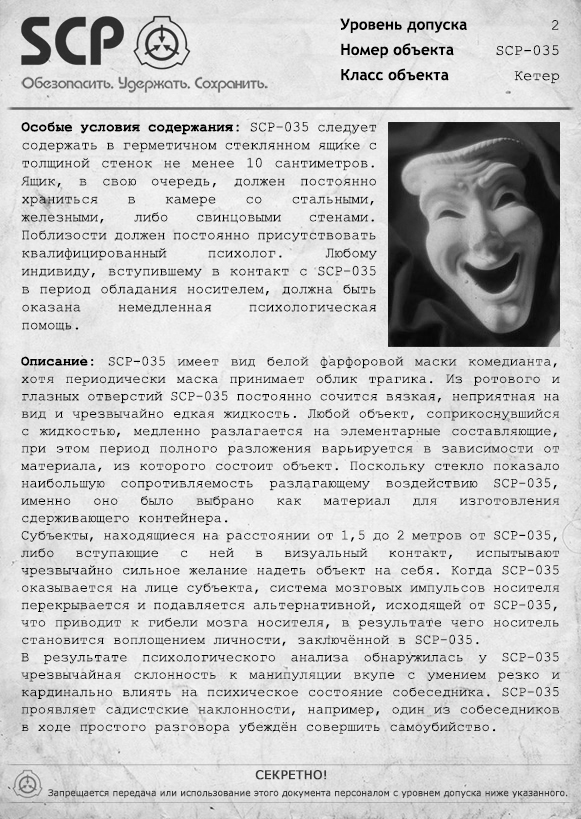 SCP
Обезопасить. Удержать. Сохранить.
Уровень допуска 2
Номер объекта SCP-035
Класс объекта Кетер
Особые условия содержания: SCP-035 следует
содержать в герметичном стеклянном ящике с
толщиной стенок не менее 10 сантиметров.
Ящик, в свою очередь, должен постоянно
храниться в камере со стальными,
железными, либо свинцовыми стенами.
Поблизости должен постоянно присутствовать
квалифицированный психолог. Любому
индивиду, вступившему в контакт с SCP-035
в период обладания носителем, должна быть
оказана немедленная психологическая
помощь.
Описание: SCP-035 имеет вид белой фарфоровой маски комедианта,
хотя периодически маска принимает облик трагика. Из ротового и
глазных отверстий SCP-035 постоянно сочится вязкая, неприятная на
вид и чрезвычайно едкая жидкость. Любой объект, соприкоснувшийся
с жидкостью, медленно разлагается на элементарные составляющие,
при этом период полного разложения варьируется в зависимости от
материала, из которого состоит объект. Поскольку стекло показало
наибольшую сопротивляемость разлагающему воздействию SCP-035,
именно оно было выбрано как материал для изготовления
сдерживающего контейнера.
Субъекты, находящиеся на расстоянии от 1,5 до 2 метров от SCP-035,
либо вступающие с ней в визуальный контакт, испытывают
чрезвычайно сильное желание надеть объект на себя. Когда SCP-035
оказывается на лице субъекта, система мозговых импульсов носителя
перекрывается и подавляется альтернативной, исходящей от SCP-035,
что приводит к гибели мозга носителя, в результате чего носитель
становится воплощением личности, заключённой в SCP-035.
В результате психологического анализа обнаружилась у SCP-035
чрезвычайная склонность к манипуляции вкупе с умением резко и
кардинально влиять на психическое состояние собеседника. SCP-035
проявляет садистские наклонности, например, один из собеседников
в ходе простого разговора убеждён совершить самоубийство.
СЕКРЕТНО!
Запрещается передача или использование этого документа персоналом с уровнем допуска ниже указанного.